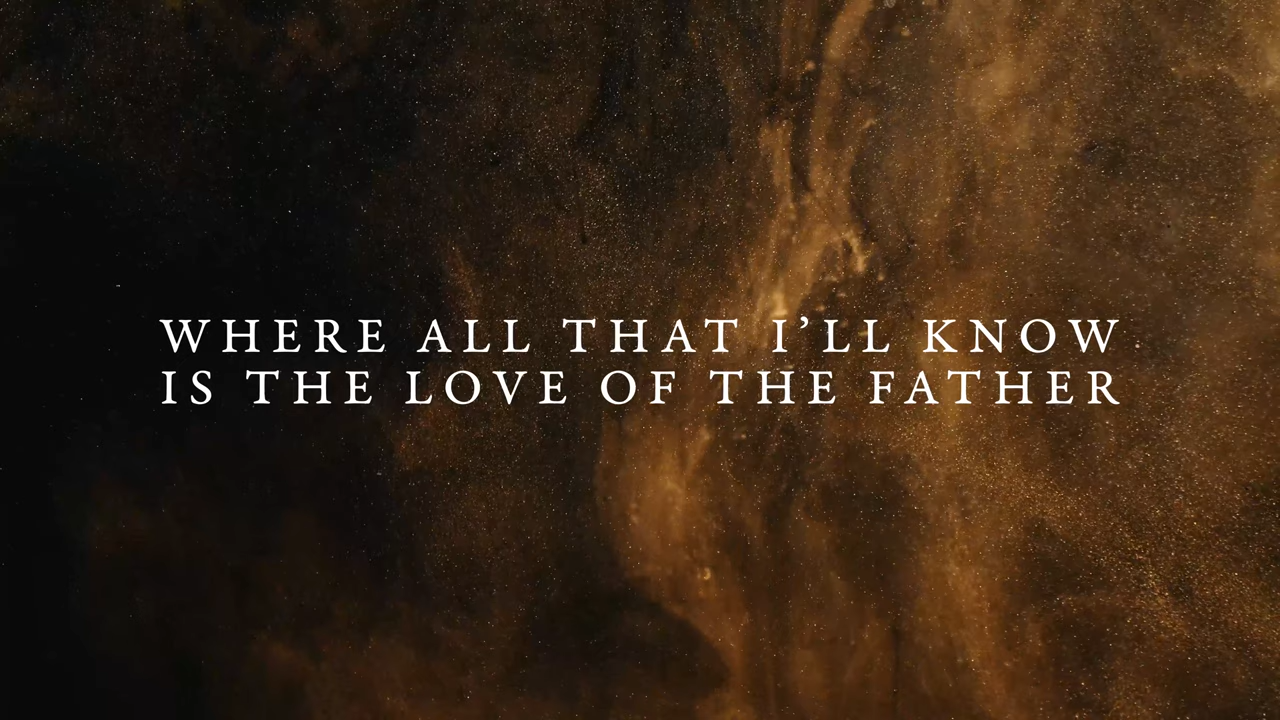 WHERE ALL THAT I’LL KNOW
IS THE LOVE OF THE FATHER